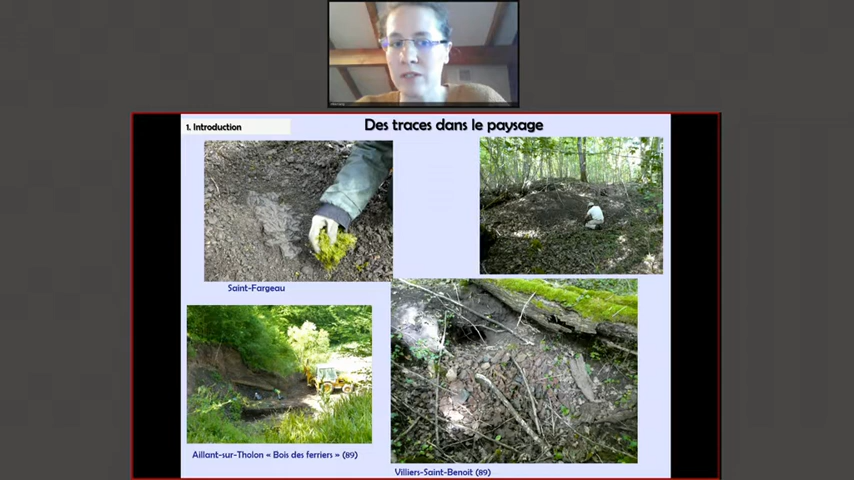 1. Introduction
Des traces dans le paysage
Saint-Fargeau
Aillant-sur-Tholon « Bois des ferriers » (89)
Villiers-Saint-Benoit (89)